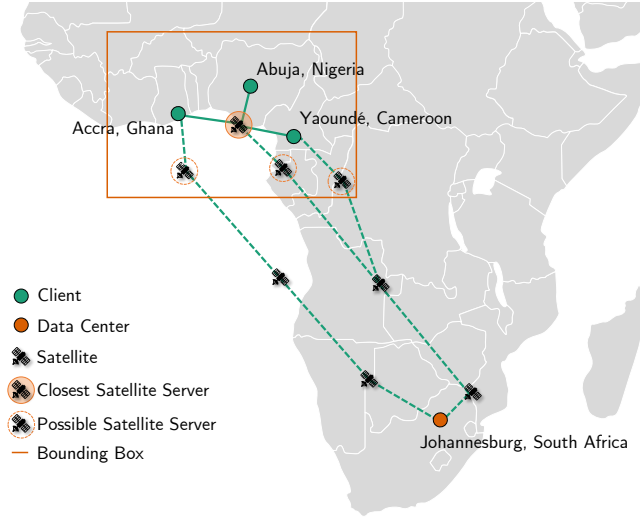 Abuja, Nigeria
Accra, Ghana
Yaoundé, Cameroon
Client
Data Center
Satellite
Closest Satellite Server
Possible Satellite Server
Bounding Box
Johannesburg, South Africa